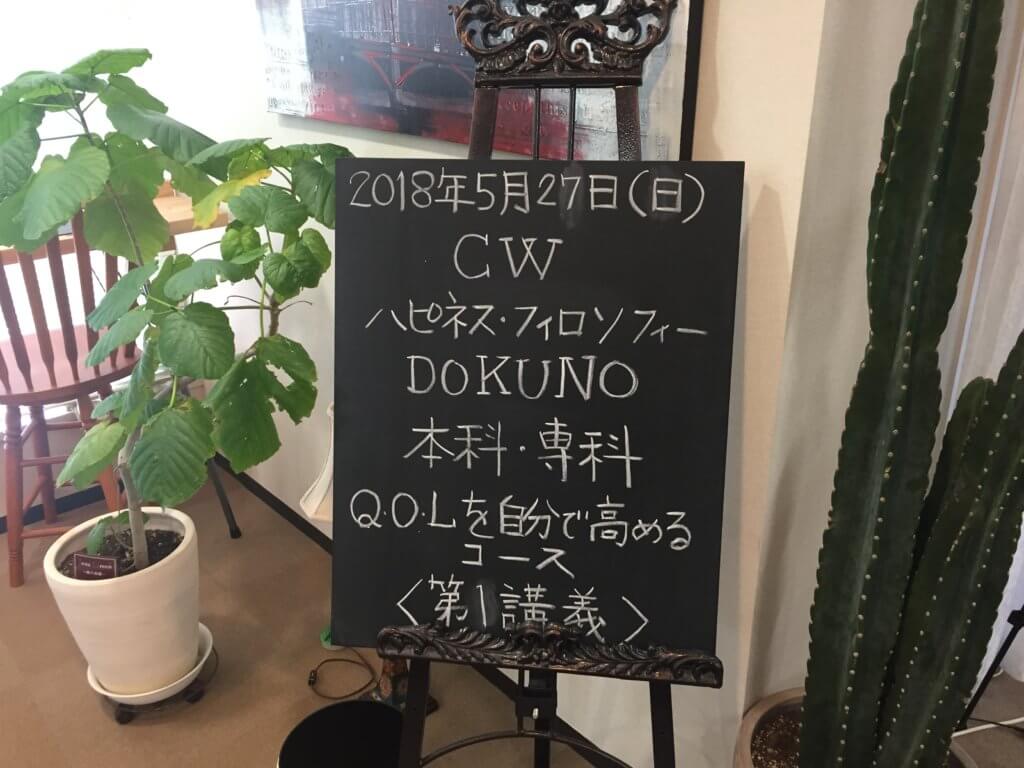 2018年5月27日(日)
CW
ハピネス・フィロソフィー
DOKUNO
本科・専科
Q・O・Lを自分で高める
コース
〈第1講義〉